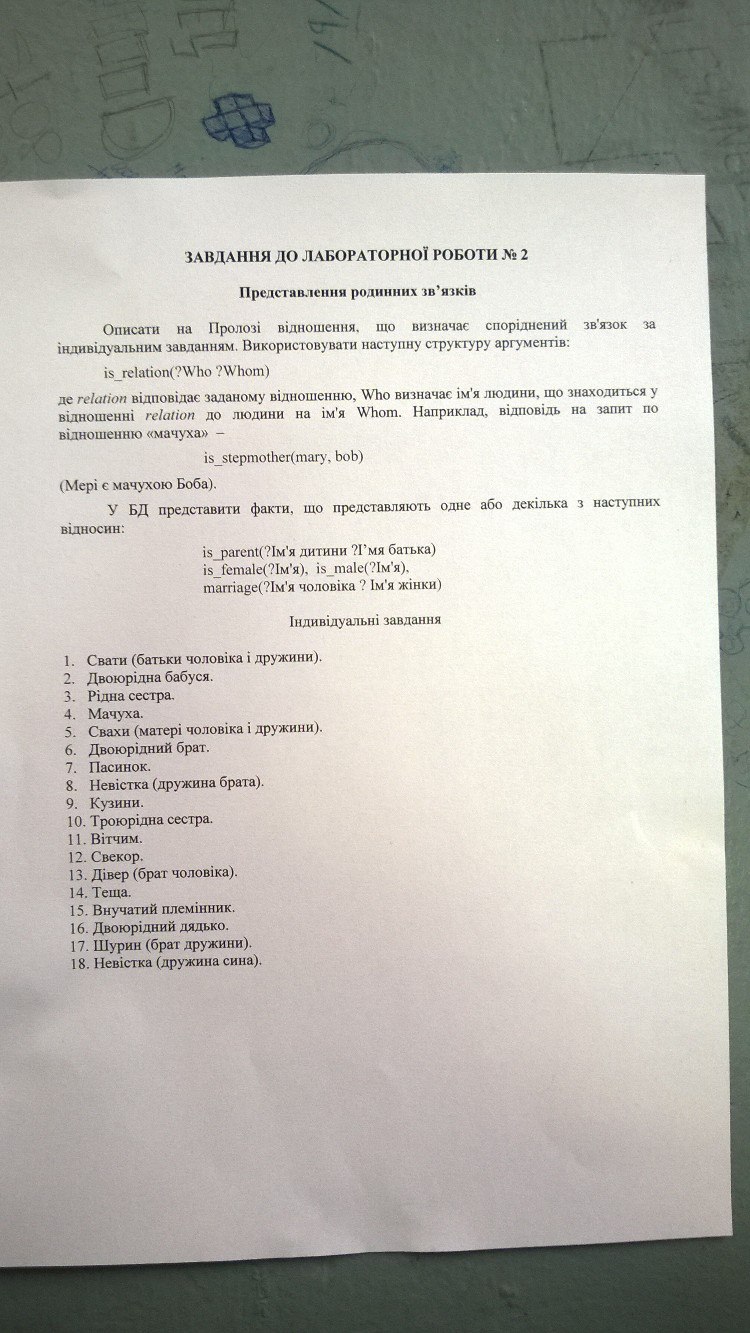 ЗАВДАННЯ ДО ЛАБОРАТОРНОЇ РОБОТИ № 2
Представлення родинних зв’язків
Описати на Пролозі відношення, що визначає споріднений зв'язок за
індивідуальним завданням. Використовувати наступну структуру аргументів:
is_relation(?Who ?Whom)
де relation відповідає заданому відношенню, Who визначає ім'я людини, що знаходиться у
відношенні relation до людини на ім'я Whom. Наприклад, відповідь на запит по
відношенню «мачуха» –
is_stepmother(mary, bob)
(Мері є мачухою Боба).
У БД представити факти, що представляють одне або декілька з наступних
відносин:
is_parent(?Ім'я дитини ?І’мя батька)
is_female(?Ім'я), is_male(?Ім'я),
marriage(?Ім'я чоловіка ? Ім'я жінки)
Індивідуальні завдання
1. Свати (батьки чоловіка і дружини).
2. Двоюрідна бабуся.
3. Рідна сестра.
4. Мачуха.
5. Свахи (матері чоловіка і дружини).
6. Двоюрідний брат.
7. Пасинок.
8. Невістка (дружина брата).
9. Кузини.
10. Троюрідна сестра.
11. Вітчим.
12. Свекор.
13. Дівер (брат чоловіка).
14. Теща.
15. Внучатий племінник.
16. Двоюрідний дядько.
17. Шурин (брат дружини).
18. Невістка (дружина сина).